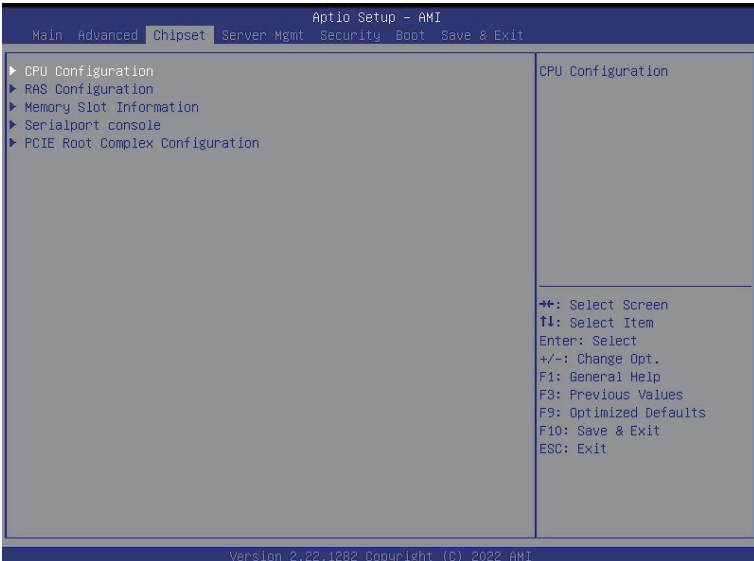 Aptio Setup – AMI
Main Advanced Chipset Server Mgmt Security Boot Save & Exit
CPU Configuration
RAS Configuration
Memory Slot Information
Serialport console
PCIE Root Complex Configuration
CPU Configuration
→←: Select Screen
↑↓: Select Item
Enter: Select
+/-: Change Opt.
F1: General Help
F3: Previous Values
F9: Optimized Defaults
F10: Save & Exit
ESC: Exit
Version 2.22.1282 Copyright (C) 2022 AMI